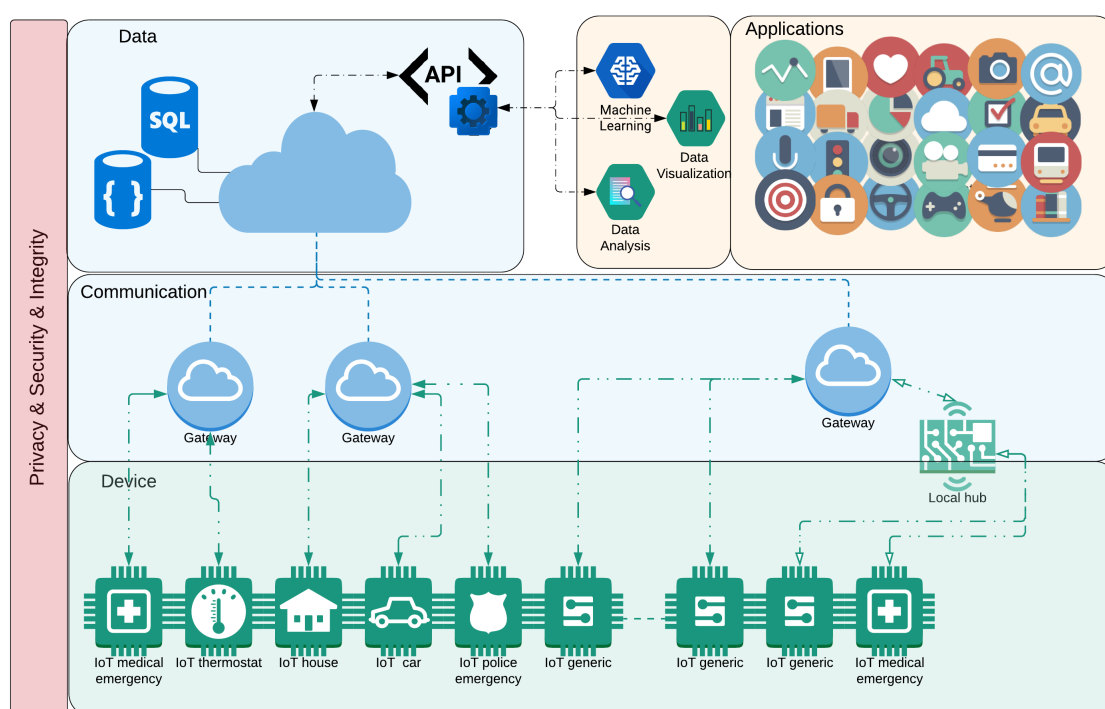 Privacy & Security & Integrity
Data
API
SQL
{ }
Machine
Learning
Data
Visualization
Data
Analysis
Applications
@
Communication
Gateway
Gateway
Gateway
Local hub
Device
IoT medical
emergency
IoT thermostat
IoT house
IoT car
IoT police
emergency
IoT generic
IoT generic
IoT generic
IoT medical
emergency